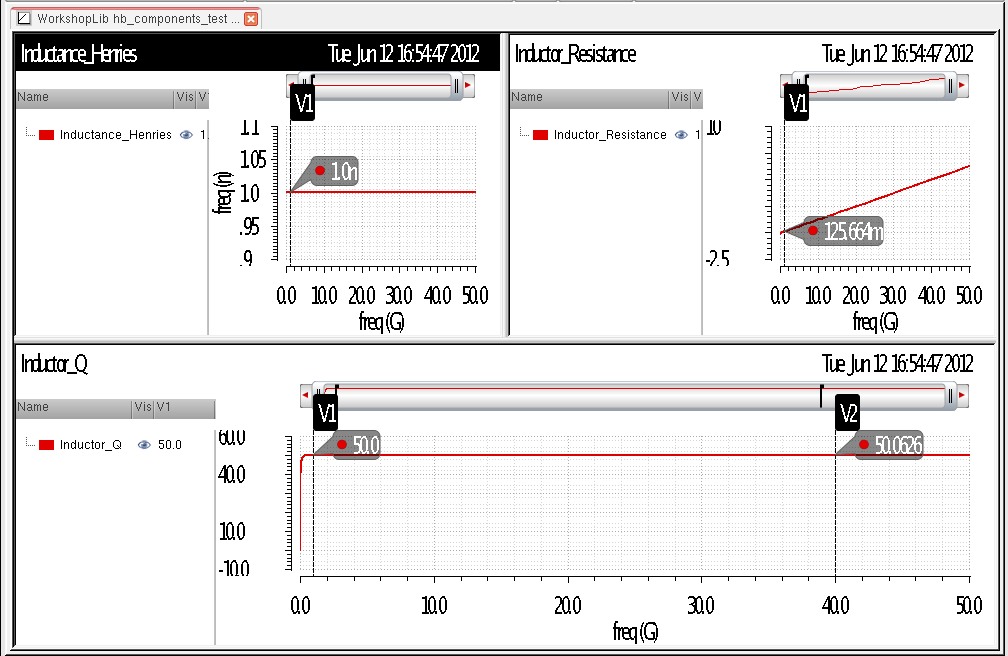 WorkshopLib hb_components_test ...
Inductance_Henries Tue Jun 12 16:54:47 2012
Name Vis V
V1
Inductance_Henries 1.
1.1
1.05
1.0
.95
.9
freq (n)
1.0n
0.0 10.0 20.0 30.0 40.0 50.0
freq (G)
Inductor_Resistance Tue Jun 12 16:54:47 2012
Name Vis V
V1
Inductor_Resistance 1
10
-2.5
125.664m
0.0 10.0 20.0 30.0 40.0 50.0
freq (G)
Inductor_Q Tue Jun 12 16:54:47 2012
Name Vis V1
V1 V2
Inductor_Q 50.0
60.0
40.0
10.0
-10.0
50.0 50.0626
0.0 10.0 20.0 30.0 40.0 50.0
freq (G)